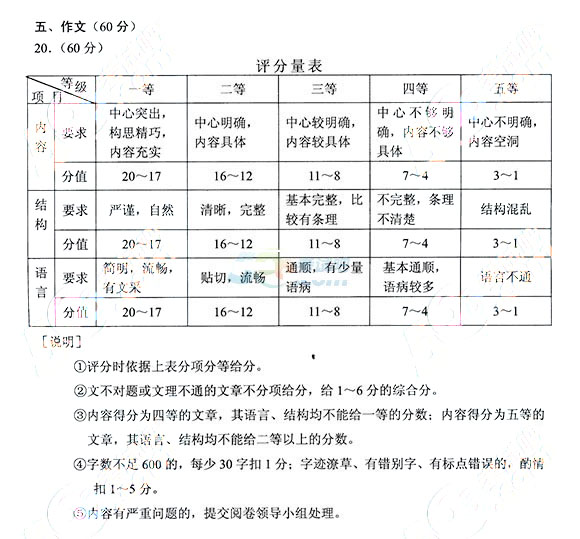 五、作文（60 分）
20．（60 分）
评分量表
等级 项目 一等 二等 三等 四等 五等
内容 要求 中心突出，构思精巧，内容充实 中心明确，内容具体 中心较明确，内容较具体 中心不够明确，内容不够具体 中心不明确，内容空洞
分值 20～17 16～12 11～8 7～4 3～1
结构 要求 严谨，自然 清晰，完整 基本完整，比较有条理 不完整，条理不清楚 结构混乱
分值 20～17 16～12 11～8 7～4 3～1
语言 要求 简明，流畅，有文采 贴切，流畅 通顺，有少量语病 基本通顺，语病较多 语言不通
分值 20～17 16～12 11～8 7～4 3～1
［说明］
①评分时依据上表分项分等给分。
②文不对题或文理不通的文章不分项给分，给 1～6 分的综合分。
③内容得分为四等的文章，其语言、结构均不能给一等的分数；内容得分为五等的
文章，其语言、结构均不能给二等以上的分数。
④字数不足 600 的，每少 30 字扣 1 分；字迹潦草、有错别字、有标点错误的，酌情
扣 1～5 分。
⑤内容有严重问题的，提交阅卷领导小组处理。